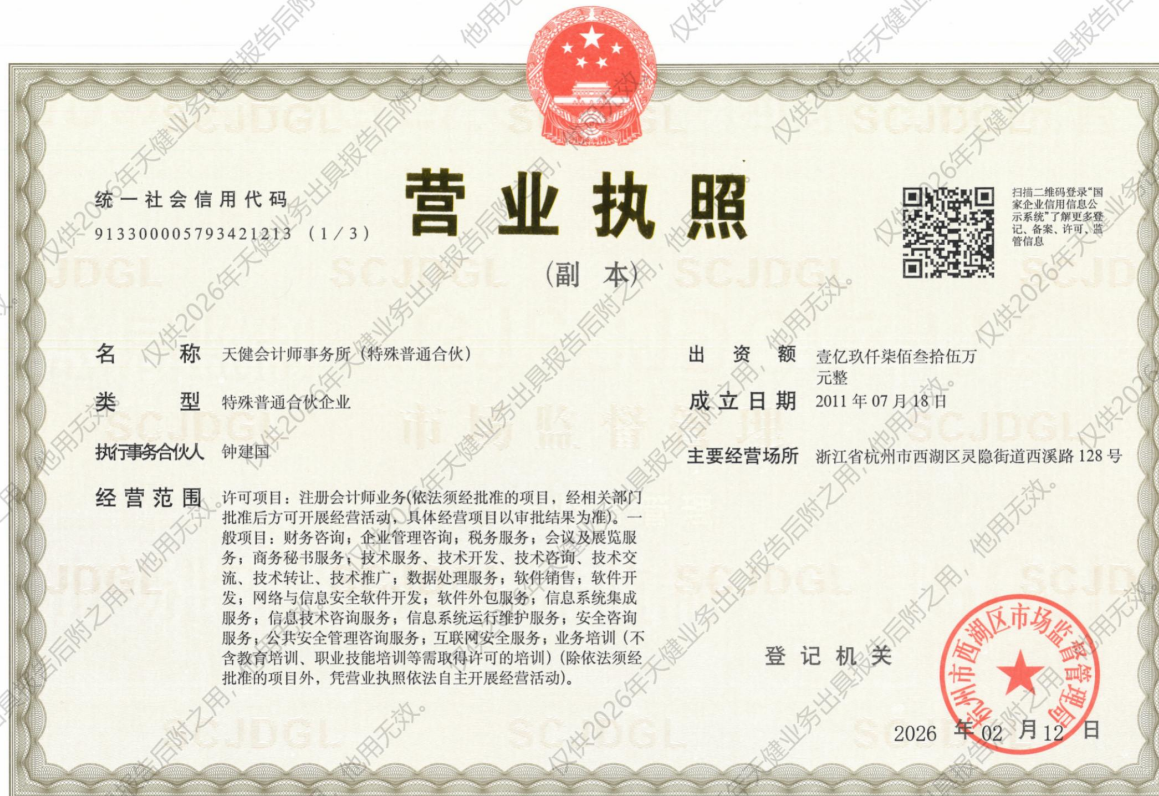 营业执照
（副 本）
统一社会信用代码
913300005793421213 (1/3)
扫描二维码登录“国
家企业信用信息公
示系统”了解更多登
记、备案、许可、监
管信息
名 称 天健会计师事务所（特殊普通合伙）
类 型 特殊普通合伙企业
执行事务合伙人 钟建国
经营范围 许可项目：注册会计师业务(依法须经批准的项目，经相关部门
批准后方可开展经营活动，具体经营项目以审批结果为准)。一
般项目：财务咨询；企业管理咨询；税务服务；会议及展览服
务；商务秘书服务；技术服务、技术开发、技术咨询、技术交
流、技术转让、技术推广；数据处理服务；软件销售；软件开
发；网络与信息安全软件开发；软件外包服务；信息系统集成
服务；信息技术咨询服务；信息系统运行维护服务；安全咨询
服务；公共安全管理咨询服务；互联网安全服务；业务培训（不
含教育培训、职业技能培训等需取得许可的培训）(除依法须经
批准的项目外，凭营业执照依法自主开展经营活动)。
出 资 额 壹亿玖仟柒佰叁拾伍万
元整
成立日期 2011 年 07 月 18 日
主要经营场所 浙江省杭州市西湖区灵隐街道西溪路 128 号
登记机关
杭州市西湖区市场监督管理局
2026 年 02 月 12 日
仅供2026年天健业务出具报告后附之用，他用无效。
SCJDGL
市场监督管理